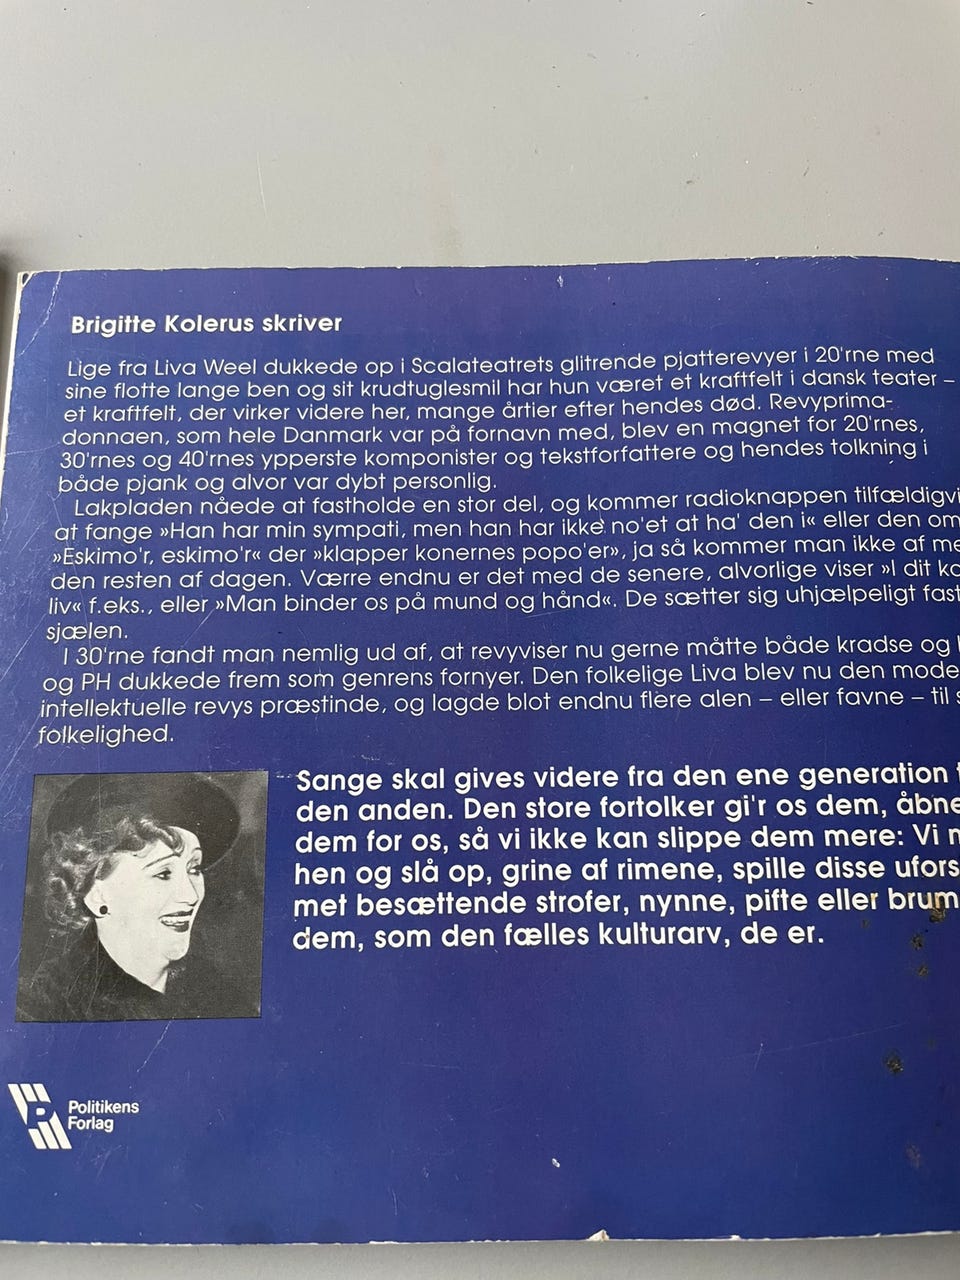 Brigitte Kolerus skriver
Lige fra Liva Weel dukkede op i Scalateatrets glitrende pjatterevyer i 20'rne med
sine flotte lange ben og sit krudtuglesmil har hun været et kraftfelt i dansk teater –
et kraftfelt, der virker videre her, mange årtier efter hendes død. Revyprima-
donnaen, som hele Danmark var på fornavn med, blev en magnet for 20'rnes,
30'rnes og 40'rnes ypperste komponister og tekstforfattere og hendes tolkning i
både pjank og alvor var dybt personlig.
Lakpladen nåede at fastholde en stor del, og kommer radioknappen tilfældigvi
at fange »Han har min sympati, men han har ikke no'et at ha' den i« eller den om
»Eskimo'r, eskimo'r« der »klapper konernes popo'er», ja så kommer man ikke af me
den resten af dagen. Værre endnu er det med de senere, alvorlige viser »I dit ko
liv« f.eks., eller »Man binder os på mund og hånd«. De sætter sig uhjælpeligt fast
sjælen.
I 30'rne fandt man nemlig ud af, at revyviser nu gerne måtte både kradse og
og PH dukkede frem som genrens fornyer. Den folkelige Liva blev nu den mode
intellektuelle revys præstinde, og lagde blot endnu flere alen – eller favne – til s
folkelighed.
Sange skal gives videre fra den ene generation t
den anden. Den store fortolker gi'r os dem, åbne
dem for os, så vi ikke kan slippe dem mere: Vi m
hen og slå op, grine af rimene, spille disse ufors
met besættende strofer, nynne, pifte eller brum
dem, som den fælles kulturarv, de er.
Politikens
Forlag